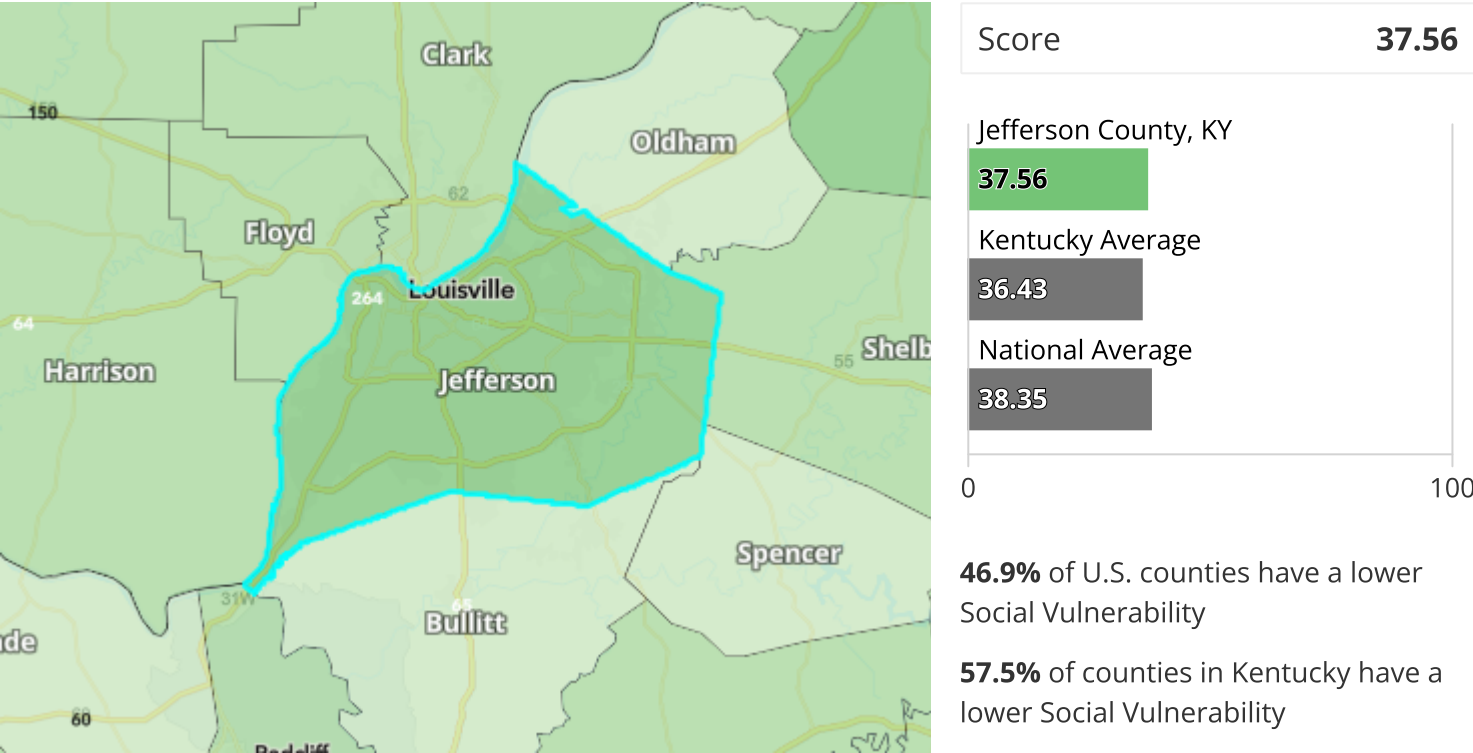 Clark
150
Oldham
62
Floyd
264
Louisville
64
Shelb
55
Harrison
Jefferson
Spencer
31W
65
Bullitt
de
60
Radcliff
Score 37.56
Jefferson County, KY
37.56
Kentucky Average
36.43
National Average
38.35
0 100
46.9% of U.S. counties have a lower
Social Vulnerability
57.5% of counties in Kentucky have a
lower Social Vulnerability